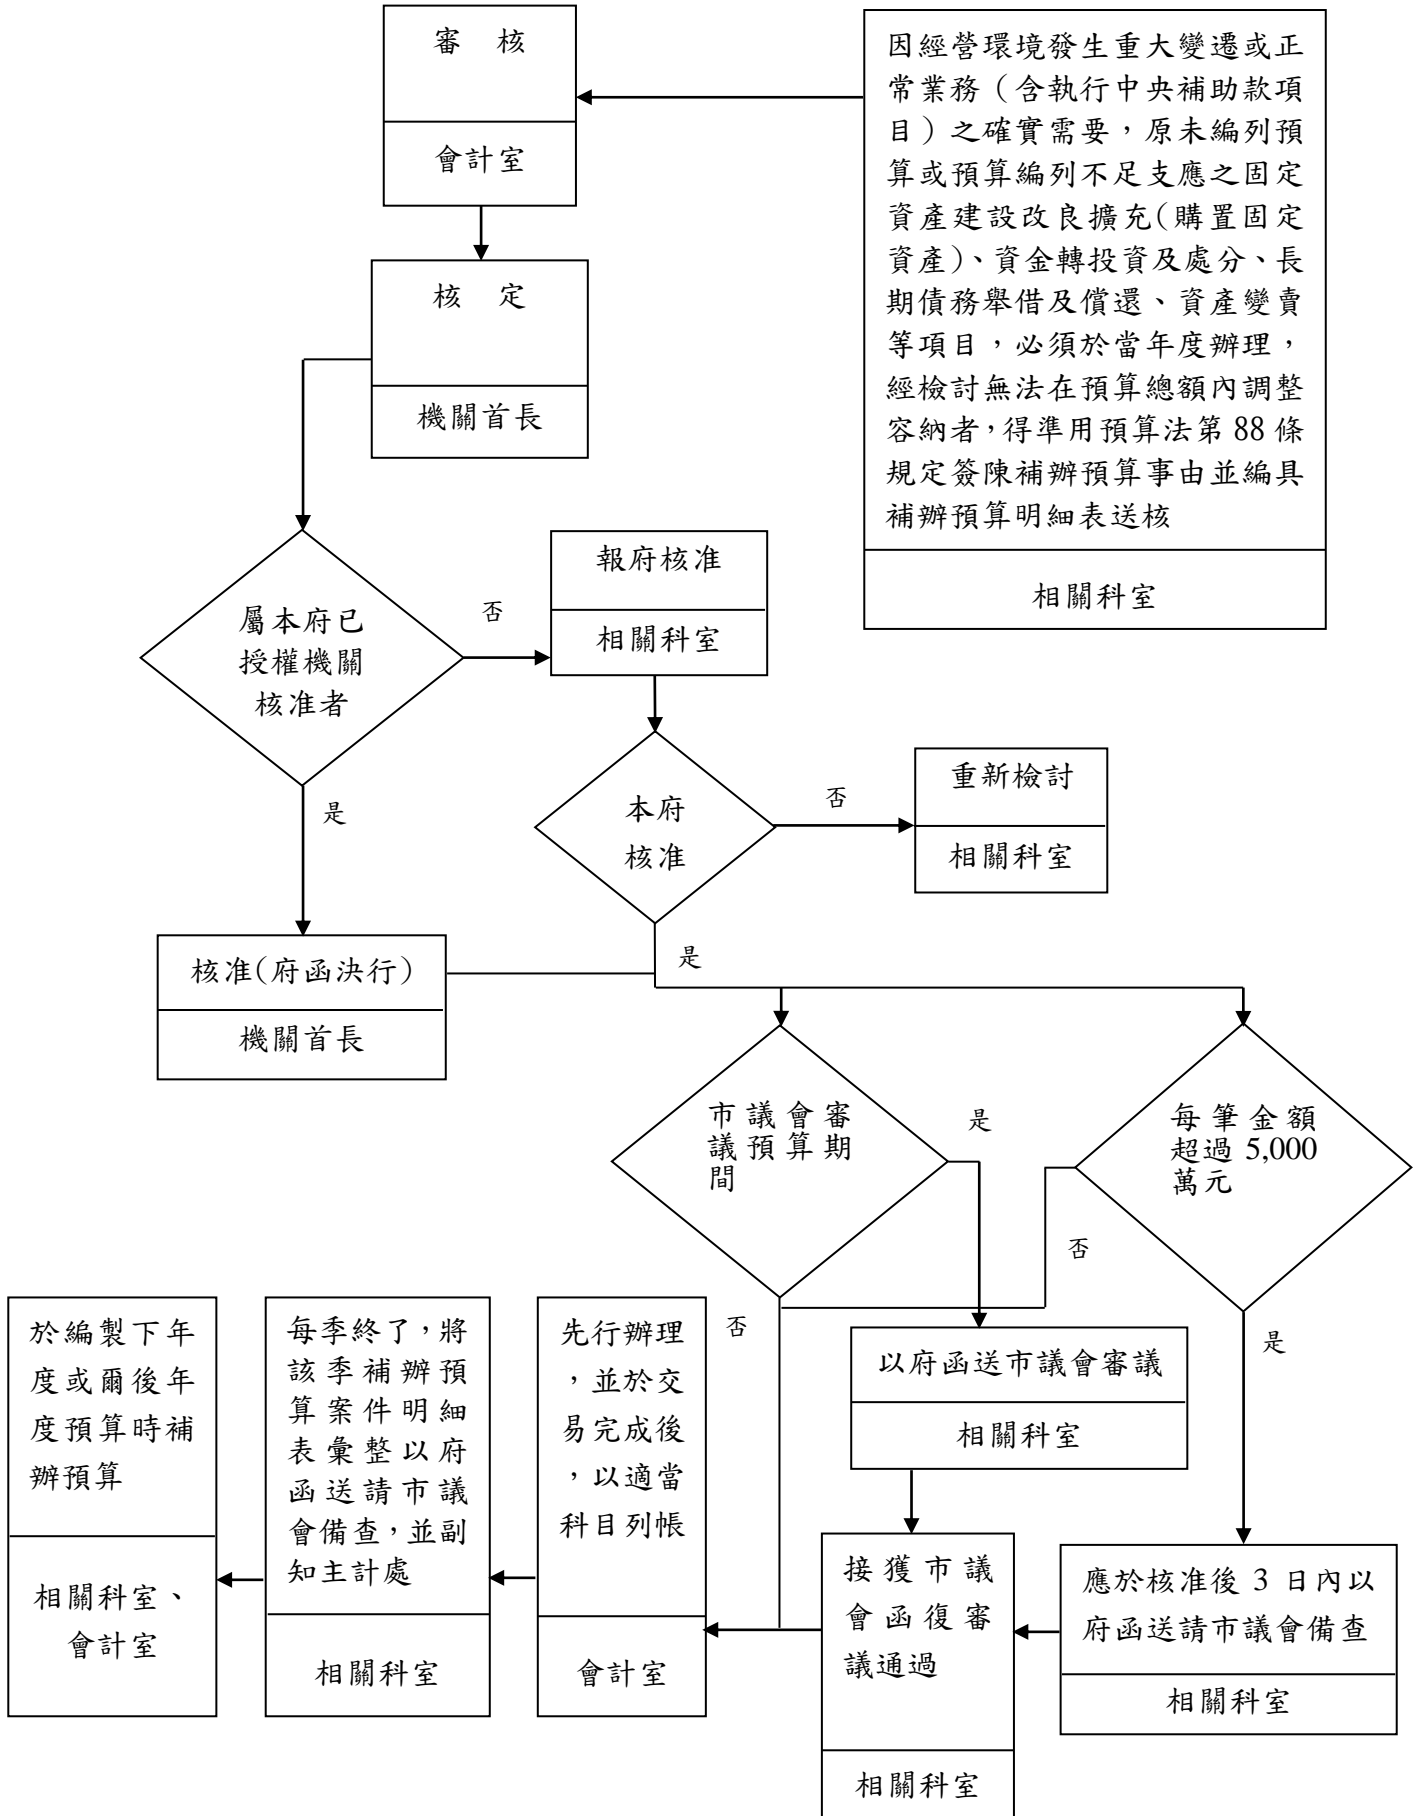 審　核
會計室
因經營環境發生重大變遷或正
常業務（含執行中央補助款項
目）之確實需要，原未編列預
算或預算編列不足支應之固定
資產建設改良擴充(購置固定
資產)、資金轉投資及處分、長
期債務舉借及償還、資產變賣
等項目，必須於當年度辦理，
經檢討無法在預算總額內調整
容納者，得準用預算法第 88 條
規定簽陳補辦預算事由並編具
補辦預算明細表送核
相關科室
核　定
機關首長
屬本府已
授權機關
核准者
否
是
報府核准
相關科室
本府
核准
否
是
重新檢討
相關科室
核准(府函決行)
機關首長
市議會審
議預算期
間
是
否
每筆金額
超過 5,000
萬元
否
是
以府函送市議會審議
相關科室
應於核准後 3 日內以
府函送請市議會備查
相關科室
接獲市議
會函復審
議通過
相關科室
先行辦理
，並於交
易完成後
，以適當
科目列帳
會計室
每季終了，將
該季補辦預
算案件明細
表彙整以府
函送請市議
會備查，並副
知主計處
相關科室
於編製下年
度或爾後年
度預算時補
辦預算
相關科室、
會計室